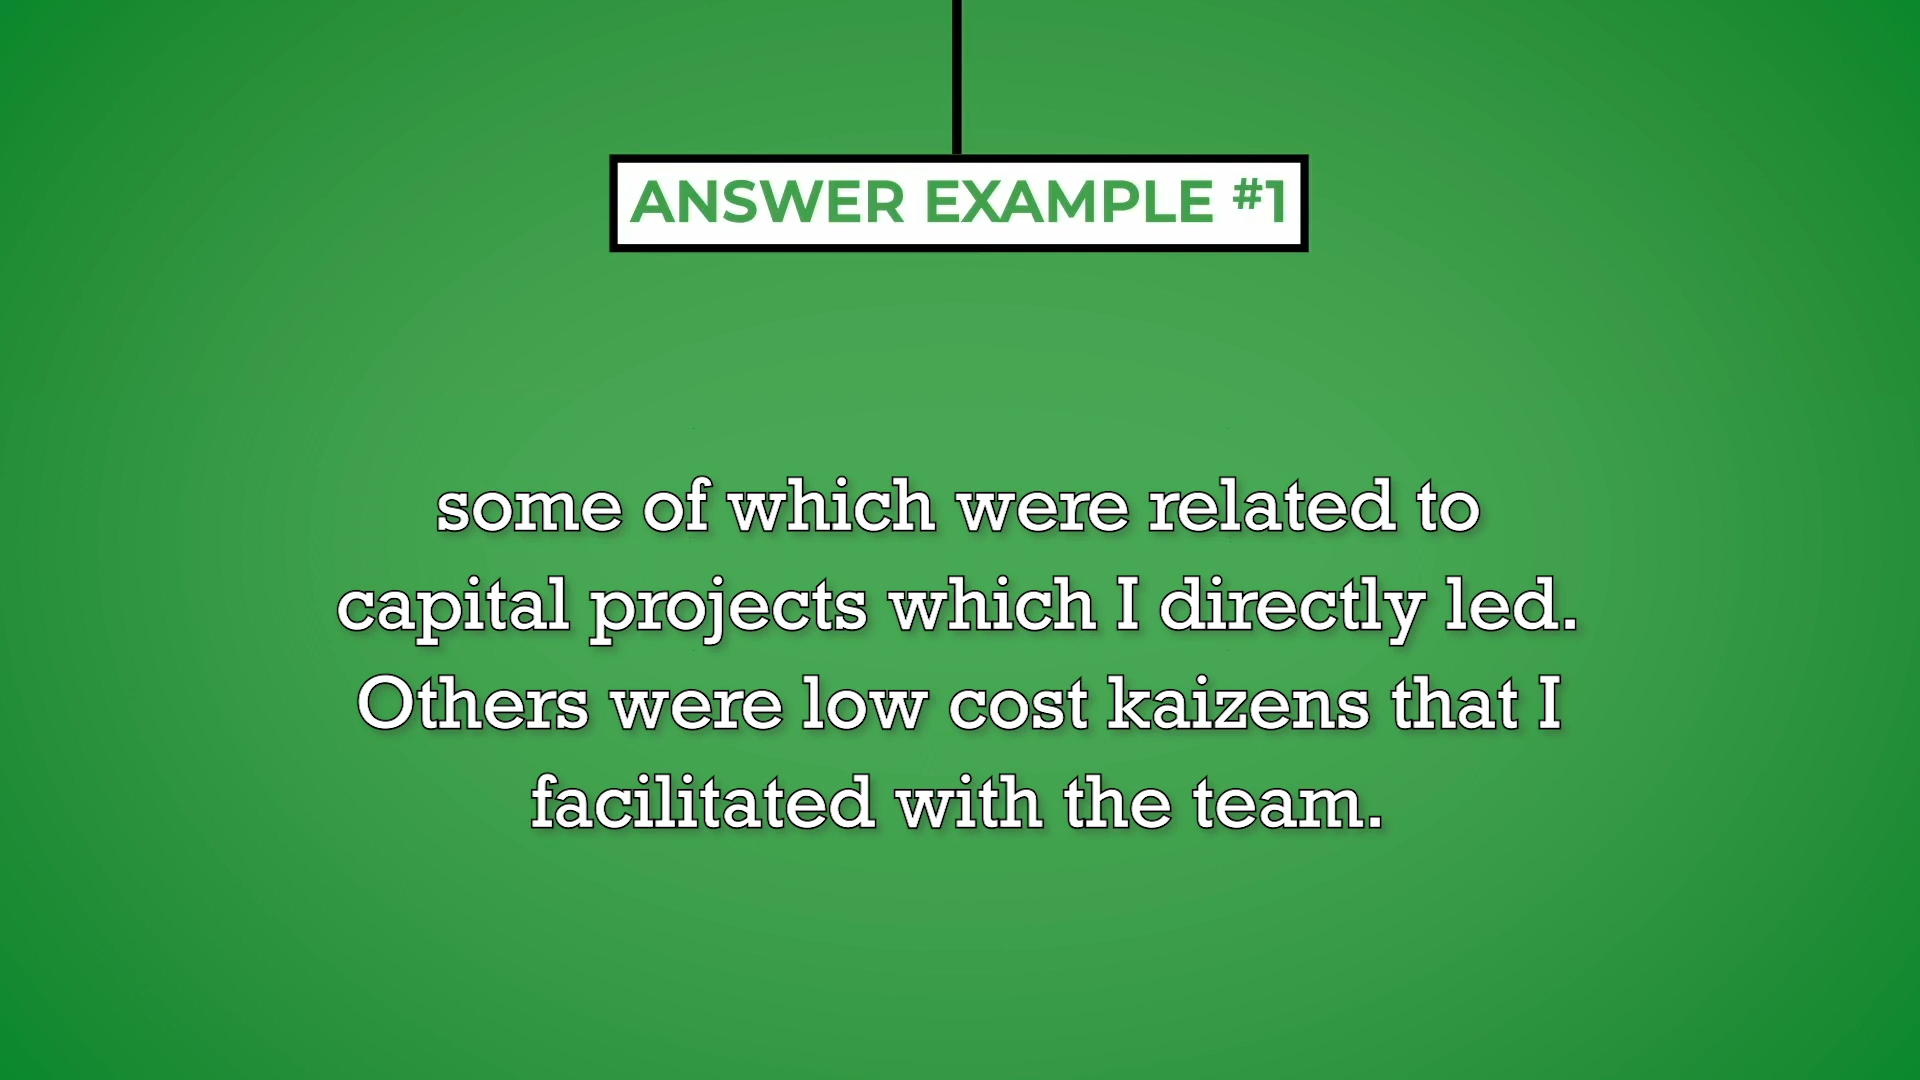 ANSWER EXAMPLE #1
some of which were related to
capital projects which I directly led.
Others were low cost kaizens that I
facilitated with the team.